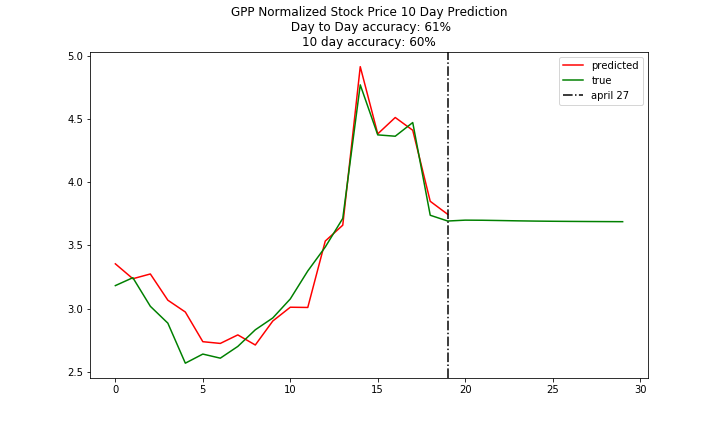 GPP Normalized Stock Price 10 Day Prediction
Day to Day accuracy: 61%
10 day accuracy: 60%
5.0
4.5
4.0
3.5
3.0
2.5
predicted
true
april 27
0 5 10 15 20 25 30